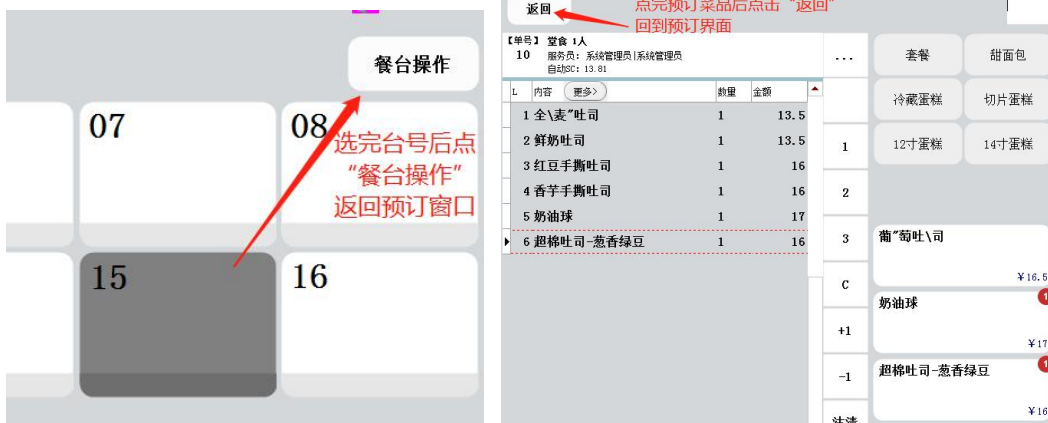 餐台操作
07
08
选完台号后点
“餐台操作”
返回预订窗口
15
16
返回
点完预订菜品后点击“返回”
回到预订界面
【单号】 堂食 1人
10 服务员: 系统管理员|系统管理员
自动SC: 13.81
L 内容 更多> 数量 金额
1 全\麦"吐司 1 13.5
2 鲜奶吐司 1 13.5
3 红豆手撕吐司 1 16
4 香芋手撕吐司 1 16
5 奶油球 1 17
6 超棉吐司-葱香绿豆 1 16
...
1
2
3
C
+1
-1
沽清
套餐 甜面包
冷藏蛋糕 切片蛋糕
12寸蛋糕 14寸蛋糕
葡"萄吐\司
￥16.5
1
奶油球
￥17
1
超棉吐司-葱香绿豆
￥16